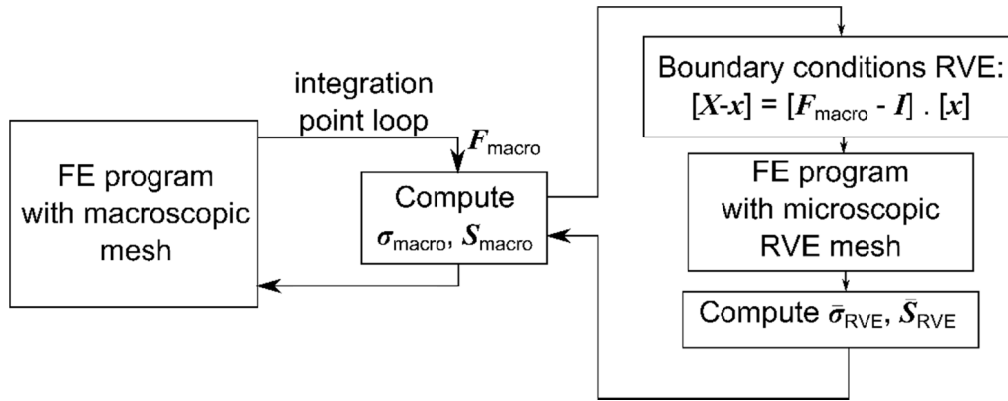 FE program
with macroscopic
mesh
integration
point loop
F_macro
Compute
σ_macro, S_macro
Boundary conditions RVE:
[X-x] = [F_macro - I] . [x]
FE program
with microscopic
RVE mesh
Compute σ̄_RVE, S̄_RVE